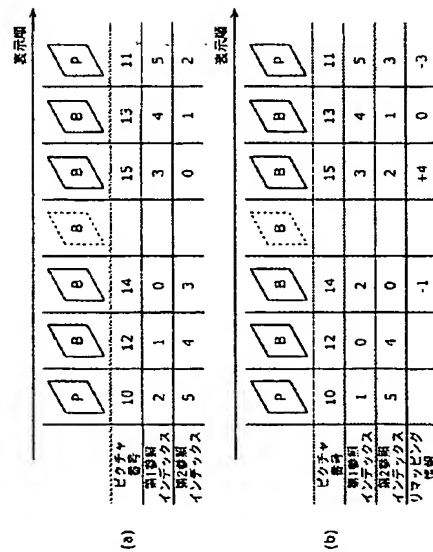 表示順
P B B B B B P
ピクチャ
番号
10 12 14 15 13 11
第1参照
インデックス
2 1 0 3 4 5
第2参照
インデックス
5 4 3 0 1 2
(a)
表示順
P B B B B B P
ピクチャ
番号
10 12 14 15 13 11
第1参照
インデックス
1 0 2 3 4 5
第2参照
インデックス
5 4 0 2 1 3
リマッピング
情報
-1 +4 0 -3
(b)